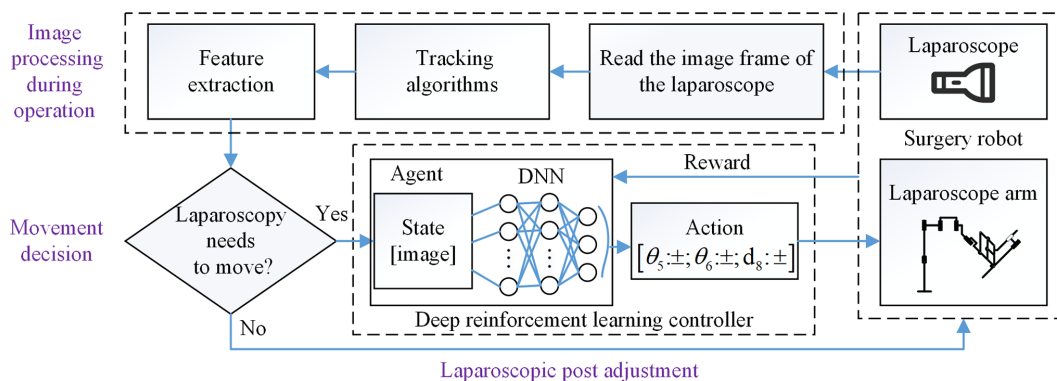 Image
processing
during
operation
Feature
extraction
Tracking
algorithms
Read the image frame of
the laparoscope
Laparoscope
Surgery robot
Movement
decision
Laparoscopy
needs
to move?
Yes
No
Agent
State
[image]
DNN
Reward
Action
[θ₅:±;θ₆:±;d₈:±]
Laparoscope arm
Deep reinforcement learning controller
Laparoscopic post adjustment